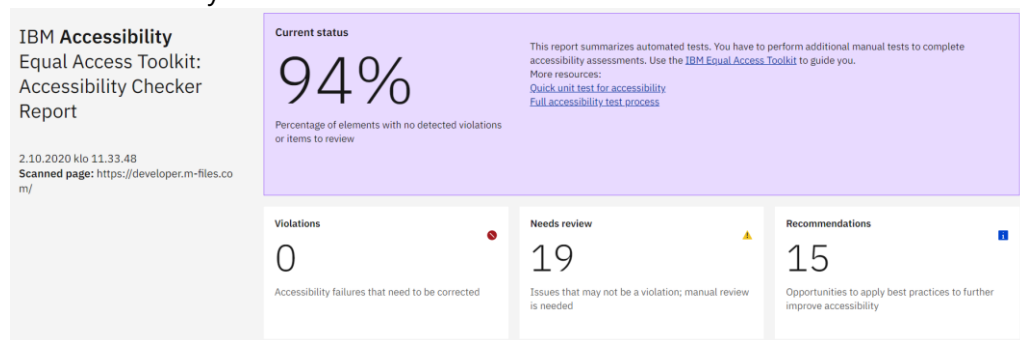 IBM Accessibility
Equal Access Toolkit:
Accessibility Checker
Report
2.10.2020 klo 11.33.48
Scanned page: https://developer.m-files.co
m/
Current status
94%
Percentage of elements with no detected violations
or items to review
This report summarizes automated tests. You have to perform additional manual tests to complete
accessibility assessments. Use the IBM Equal Access Toolkit to guide you.
More resources:
Quick unit test for accessibility
Full accessibility test process
Violations
0
Accessibility failures that need to be corrected
Needs review
19
Issues that may not be a violation; manual review
is needed
Recommendations
15
Opportunities to apply best practices to further
improve accessibility